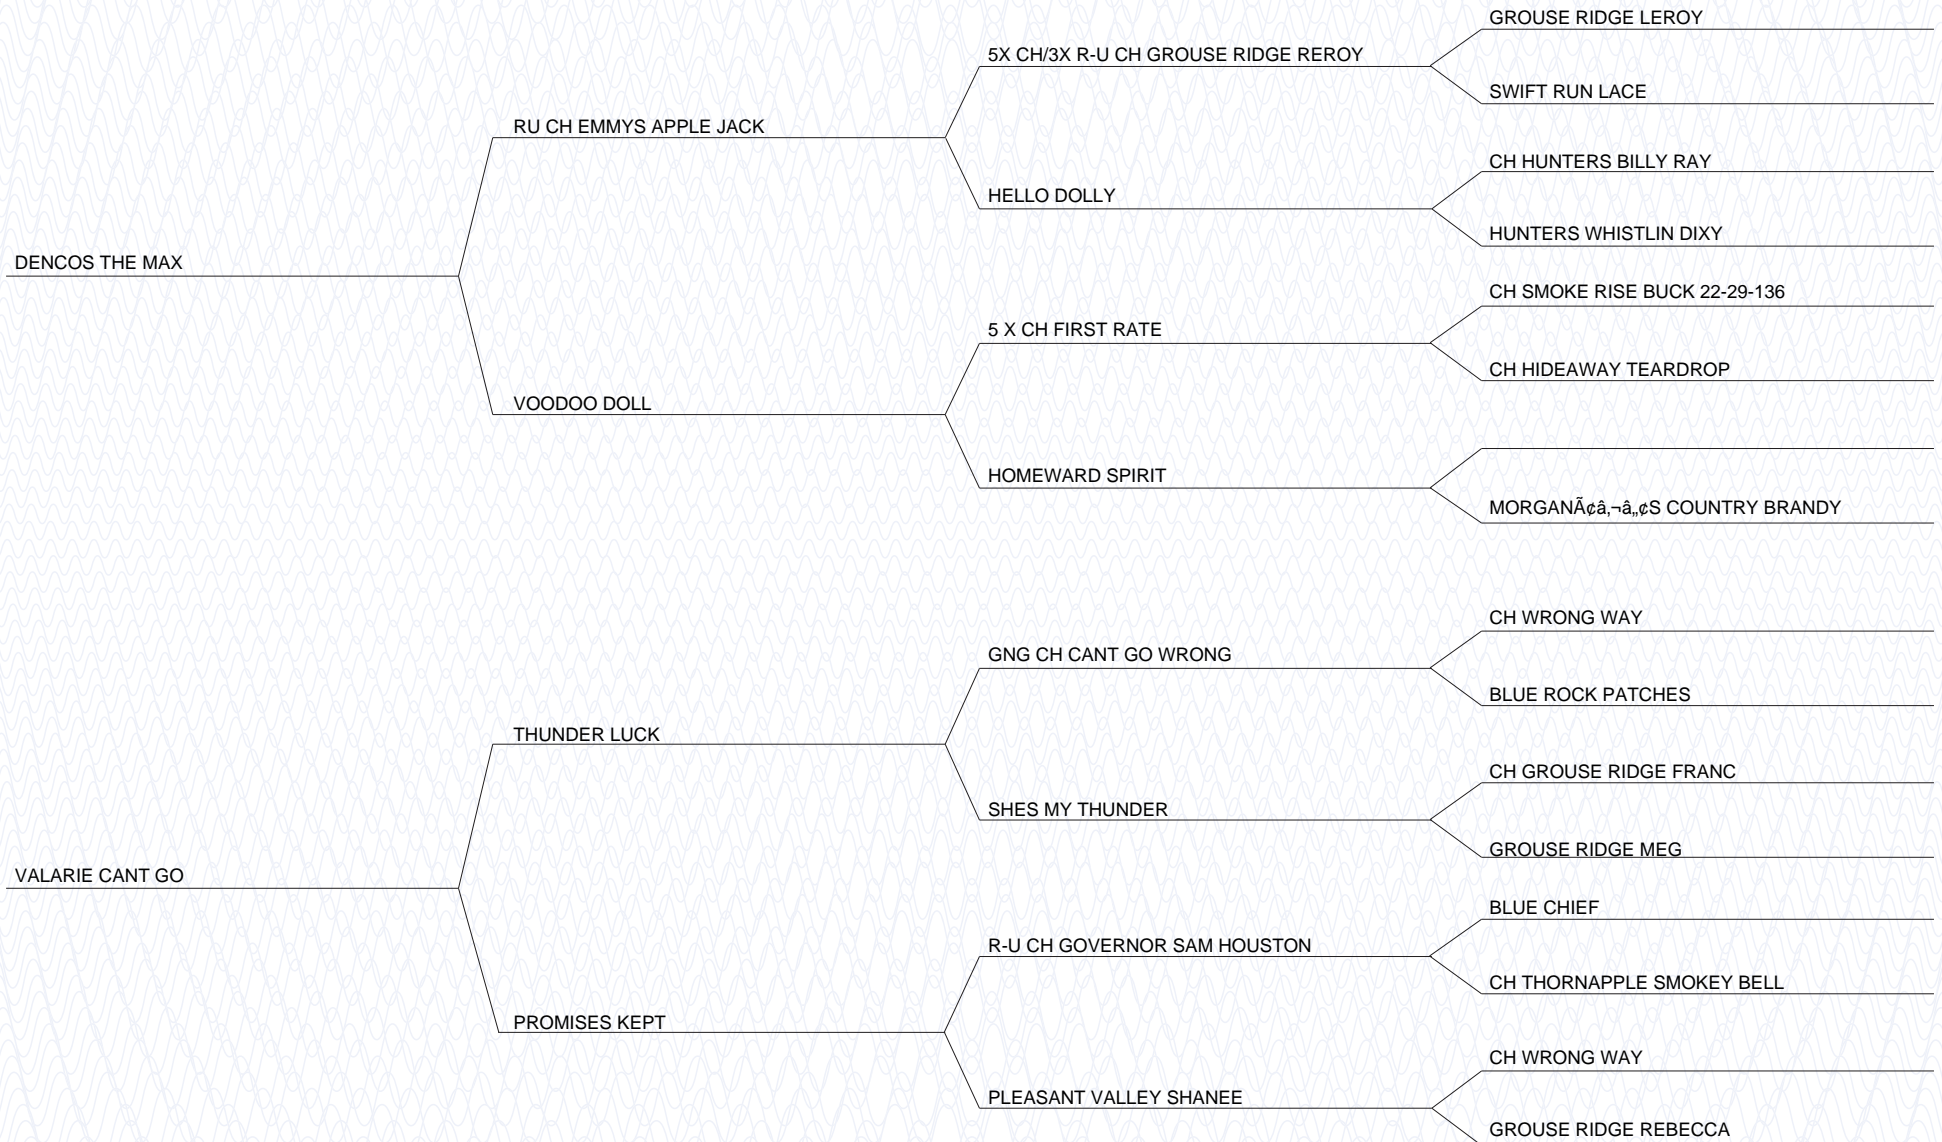 GROUSE RIDGE LEROY
5X CH/3X R-U CH GROUSE RIDGE REROY
SWIFT RUN LACE
RU CH EMMYS APPLE JACK
CH HUNTERS BILLY RAY
HELLO DOLLY
HUNTERS WHISTLIN DIXY
DENCOS THE MAX
CH SMOKE RISE BUCK 22-29-136
5 X CH FIRST RATE
CH HIDEAWAY TEARDROP
VOODOO DOLL
HOMEWARD SPIRIT
MORGANÃ¢â‚¬â„¢S COUNTRY BRANDY
CH WRONG WAY
GNG CH CANT GO WRONG
BLUE ROCK PATCHES
THUNDER LUCK
CH GROUSE RIDGE FRANC
SHES MY THUNDER
GROUSE RIDGE MEG
VALARIE CANT GO
BLUE CHIEF
R-U CH GOVERNOR SAM HOUSTON
CH THORNAPPLE SMOKEY BELL
PROMISES KEPT
CH WRONG WAY
PLEASANT VALLEY SHANEE
GROUSE RIDGE REBECCA